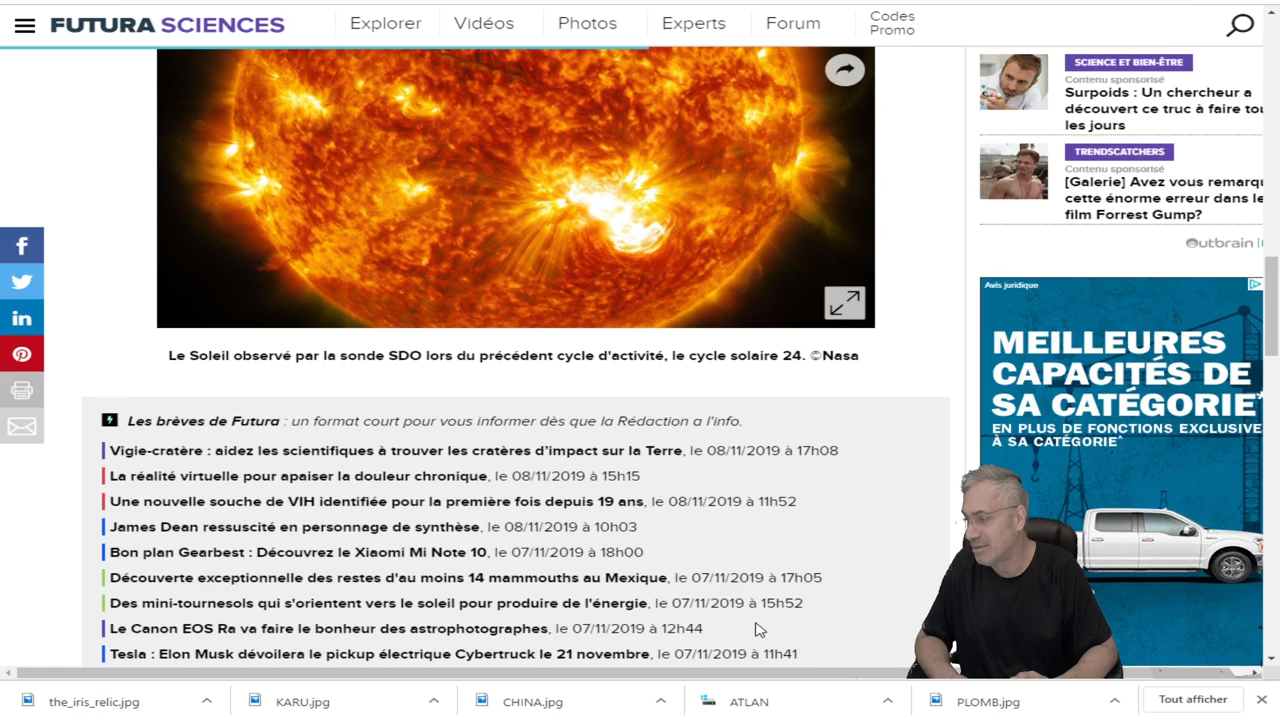 FUTURA SCIENCES
Explorer
Vidéos
Photos
Experts
Forum
Codes
Promo
SCIENCE ET BIEN-ÊTRE
Contenu sponsorisé
Surpoids : Un chercheur a
découvert ce truc à faire
les jours
TRENDSCATCHERS
Contenu sponsorisé
[Galerie] Avez vous
cette énorme erreur dans
film Forrest Gump?
outbrain
Avis juridique
MEILLEURES
CAPACITÉS DE
SA CATÉGORIE*
EN PLUS DE FONCTIONS EXCLUSIVE
À SA CATÉGORIE^
f
in
Le Soleil observé par la sonde SDO lors du précédent cycle d'activité, le cycle solaire 24. ©Nasa
Les brèves de Futura : un format court pour vous informer dès que la Rédaction a l'info.
Vigie-cratère : aidez les scientifiques à trouver les cratères d'impact sur la Terre, le 08/11/2019 à 17h08
La réalité virtuelle pour apaiser la douleur chronique, le 08/11/2019 à 15h15
Une nouvelle souche de VIH identifiée pour la première fois depuis 19 ans, le 08/11/2019 à 11h52
James Dean ressuscité en personnage de synthèse, le 08/11/2019 à 10h03
Bon plan Gearbest : Découvrez le Xiaomi Mi Note 10, le 07/11/2019 à 18h00
Découverte exceptionnelle des restes d'au moins 14 mammouths au Mexique, le 07/11/2019 à 17h05
Des mini-tournesols qui s'orientent vers le soleil pour produire de l'énergie, le 07/11/2019 à 15h52
Le Canon EOS Ra va faire le bonheur des astrophotographes, le 07/11/2019 à 12h44
Tesla : Elon Musk dévoilera le pickup électrique Cybertruck le 21 novembre, le 07/11/2019 à 11h41
the_iris_relic.jpg
KARU.jpg
CHINA.jpg
ATLAN
PLOMB.jpg
Tout afficher